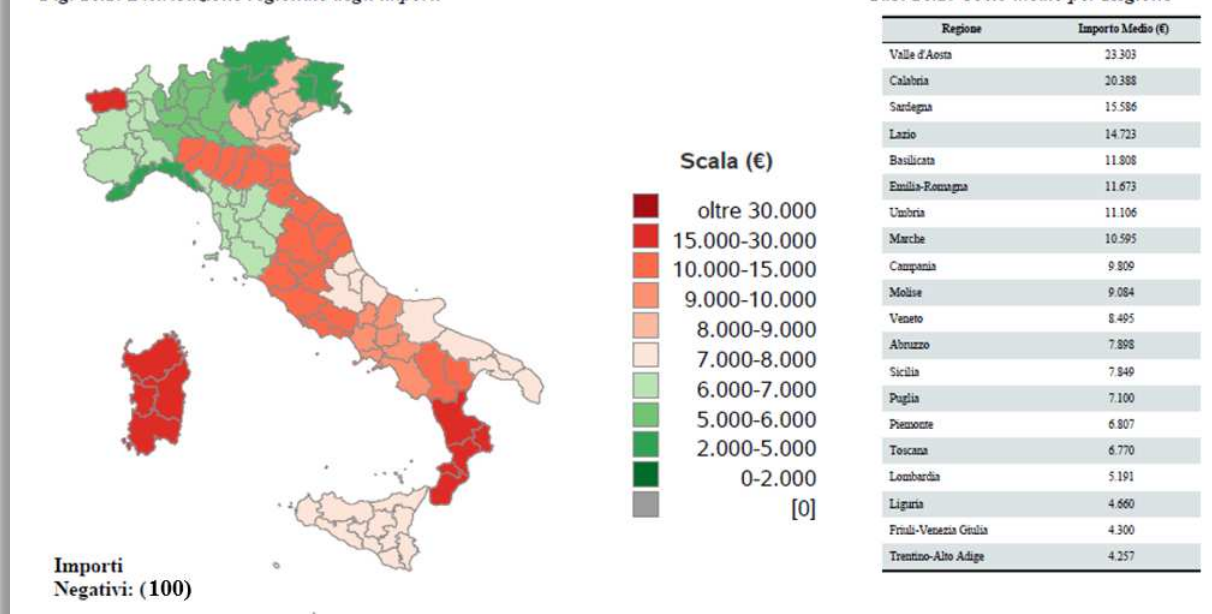 Scala (€)
oltre 30.000
15.000-30.000
10.000-15.000
9.000-10.000
8.000-9.000
7.000-8.000
6.000-7.000
5.000-6.000
2.000-5.000
0-2.000
[0]
Importi
Negativi: (100)
Regione Importo Medio (€)
Valle d'Aosta 23.303
Calabria 20.388
Sardegna 15.586
Lazio 14.723
Basilicata 11.808
Emilia-Romagna 11.673
Umbria 11.106
Marche 10.595
Campania 9.809
Molise 9.084
Veneto 8.495
Abruzzo 7.898
Sicilia 7.849
Puglia 7.100
Piemonte 6.807
Toscana 6.770
Lombardia 5.191
Liguria 4.660
Friuli-Venezia Giulia 4.300
Trentino-Alto Adige 4.257